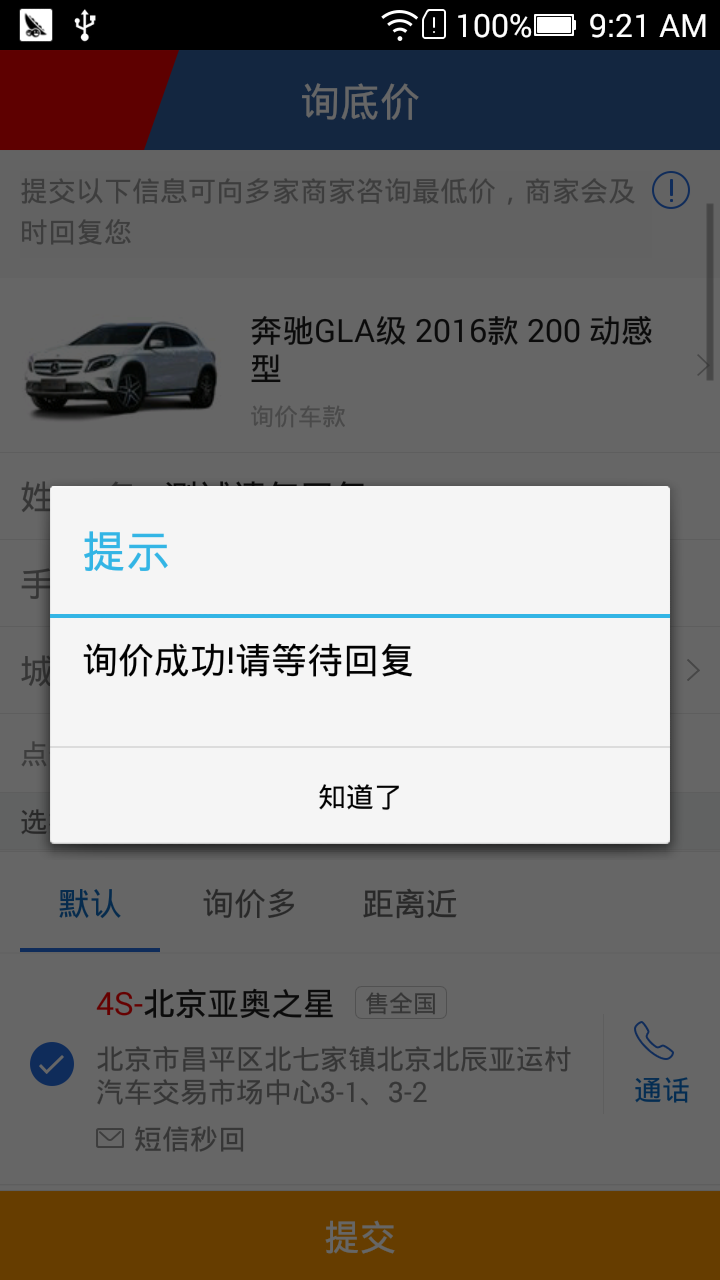 100% 9:21 AM
询底价
提交以下信息可向多家商家咨询最低价，商家会及
时回复您
奔驰GLA级 2016款 200 动感
型
询价车款
姓
提示
手
询价成功!请等待回复
城
点
知道了
选
默认 询价多 距离近
4S-北京亚奥之星 售全国
北京市昌平区北七家镇北京北辰亚运村
汽车交易市场中心3-1、3-2
通话
短信秒回
提交